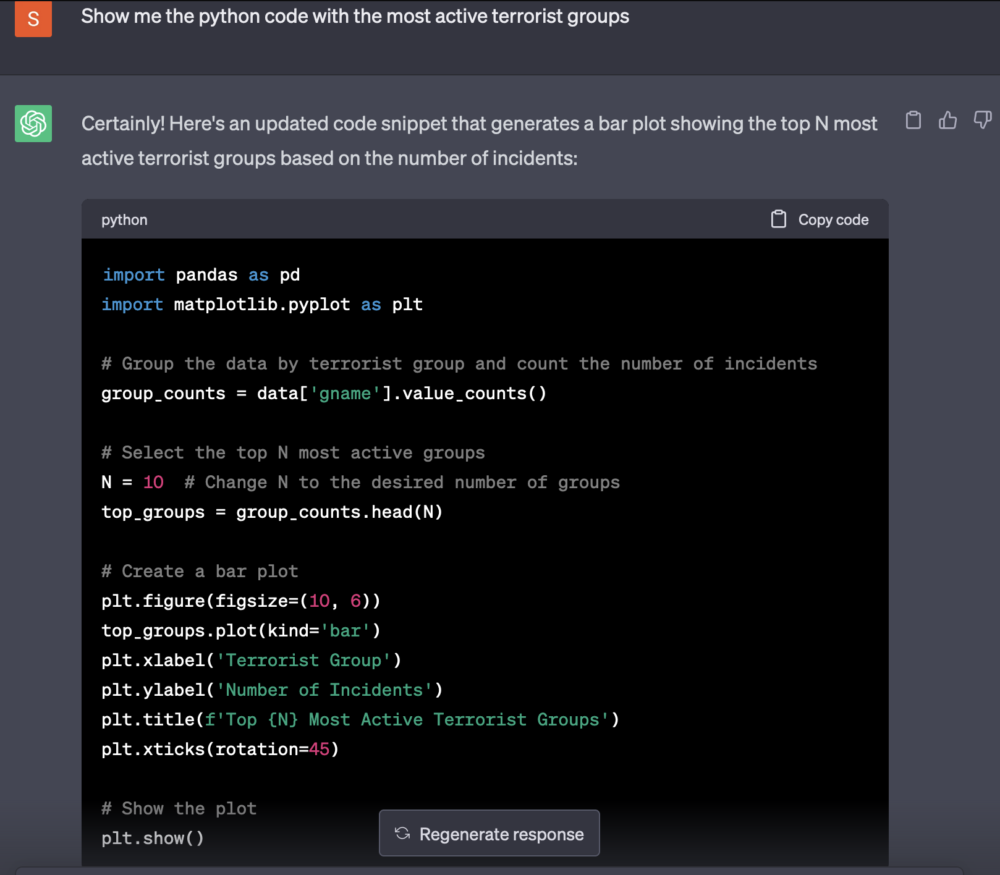 S
Show me the python code with the most active terrorist groups
Certainly! Here's an updated code snippet that generates a bar plot showing the top N most
active terrorist groups based on the number of incidents:
python
Copy code
import pandas as pd
import matplotlib.pyplot as plt
# Group the data by terrorist group and count the number of incidents
group_counts = data['gname'].value_counts()
# Select the top N most active groups
N = 10  # Change N to the desired number of groups
top_groups = group_counts.head(N)
# Create a bar plot
plt.figure(figsize=(10, 6))
top_groups.plot(kind='bar')
plt.xlabel('Terrorist Group')
plt.ylabel('Number of Incidents')
plt.title(f'Top {N} Most Active Terrorist Groups')
plt.xticks(rotation=45)
# Show the plot
plt.show()
Regenerate response